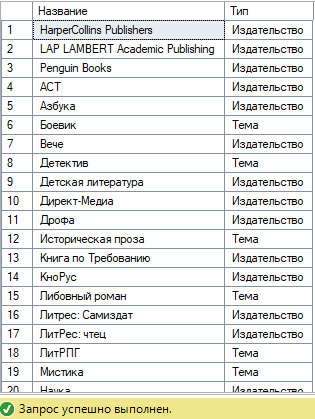 Название Тип
1 HarperCollins Publishers Издательство
2 LAP LAMBERT Academic Publishing Издательство
3 Penguin Books Издательство
4 АСТ Издательство
5 Азбука Издательство
6 Боевик Тема
7 Вече Издательство
8 Детектив Тема
9 Детская литература Издательство
10 Директ-Медиа Издательство
11 Дрофа Издательство
12 Историческая проза Тема
13 Книга по Требованию Издательство
14 КноРус Издательство
15 Либовный роман Тема
16 Литрес: Самиздат Издательство
17 ЛитРес: чтец Издательство
18 ЛитРПГ Тема
19 Мистика Тема
20 Наука Издательство
Запрос успешно выполнен.